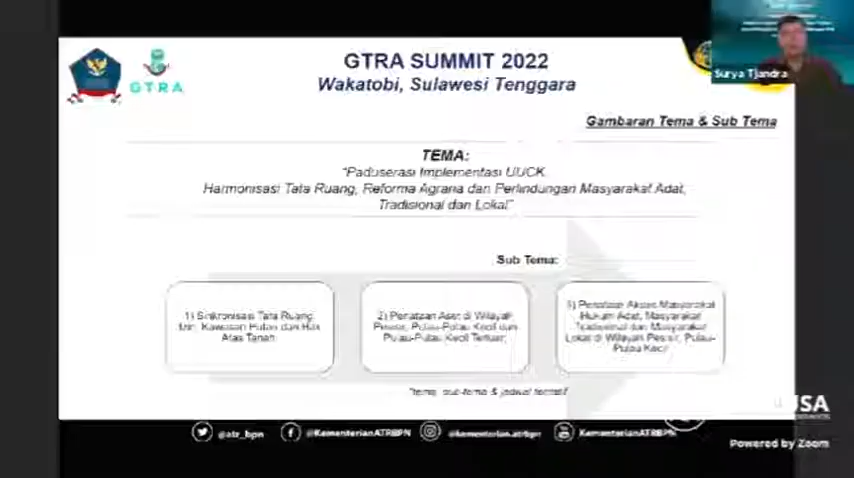 Surya Tjandra
GTRA
GTRA SUMMIT 2022
Wakatobi, Sulawesi Tenggara
Gambaran Tema & Sub Tema
TEMA:
"Paduserasi Implementasi UUCK
Harmonisasi Tata Ruang, Reforma Agraria dan Perlindungan Masyarakat Adat,
Tradisional dan Lokal"
Sub Tema:
1) Sinkronisasi Tata Ruang
Kawasan Hutan dan Hak
Atas Tanah
2) Penataan Aset di Wilayah
Pesisir, Pulau-Pulau Kecil dan
Pulau-Pulau Kecil Terluar,
3) Penataan Akses Masyarakat
Hukum Adat, Masyarakat
Tradisional dan Masyarakat
Lokal di Wilayah Pesisir, Pulau-
Pulau Kecil
*tema, sub-tema & jadwal tentatif
USA
@atr_bpn
@KementerianATRBPN
@kementerian.atrbpn
KementerianATRBPN
Powered by Zoom